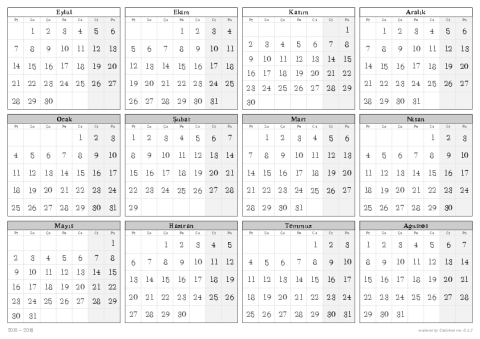 Eylül
Pt Sa Ça Pe Cu Ct Pa
1 2 3 4 5 6
7 8 9 10 11 12 13
14 15 16 17 18 19 20
21 22 23 24 25 26 27
28 29 30
Ekim
Pt Sa Ça Pe Cu Ct Pa
1 2 3 4
5 6 7 8 9 10 11
12 13 14 15 16 17 18
19 20 21 22 23 24 25
26 27 28 29 30 31
Kasım
Pt Sa Ça Pe Cu Ct Pa
1
2 3 4 5 6 7 8
9 10 11 12 13 14 15
16 17 18 19 20 21 22
23 24 25 26 27 28 29
30
Aralık
Pt Sa Ça Pe Cu Ct Pa
1 2 3 4 5 6
7 8 9 10 11 12 13
14 15 16 17 18 19 20
21 22 23 24 25 26 27
28 29 30 31
Ocak
Pt Sa Ça Pe Cu Ct Pa
1 2 3
4 5 6 7 8 9 10
11 12 13 14 15 16 17
18 19 20 21 22 23 24
25 26 27 28 29 30 31
Şubat
Pt Sa Ça Pe Cu Ct Pa
1 2 3 4 5 6 7
8 9 10 11 12 13 14
15 16 17 18 19 20 21
22 23 24 25 26 27 28
29
Mart
Pt Sa Ça Pe Cu Ct Pa
1 2 3 4 5 6
7 8 9 10 11 12 13
14 15 16 17 18 19 20
21 22 23 24 25 26 27
28 29 30 31
Nisan
Pt Sa Ça Pe Cu Ct Pa
1 2 3
4 5 6 7 8 9 10
11 12 13 14 15 16 17
18 19 20 21 22 23 24
25 26 27 28 29 30
Mayıs
Pt Sa Ça Pe Cu Ct Pa
1
2 3 4 5 6 7 8
9 10 11 12 13 14 15
16 17 18 19 20 21 22
23 24 25 26 27 28 29
30 31
Haziran
Pt Sa Ça Pe Cu Ct Pa
1 2 3 4 5
6 7 8 9 10 11 12
13 14 15 16 17 18 19
20 21 22 23 24 25 26
27 28 29 30
Temmuz
Pt Sa Ça Pe Cu Ct Pa
1 2 3
4 5 6 7 8 9 10
11 12 13 14 15 16 17
18 19 20 21 22 23 24
25 26 27 28 29 30 31
Ağustos
Pt Sa Ça Pe Cu Ct Pa
1 2 3 4 5 6 7
8 9 10 11 12 13 14
15 16 17 18 19 20 21
22 23 24 25 26 27 28
29 30 31
2015 – 2016